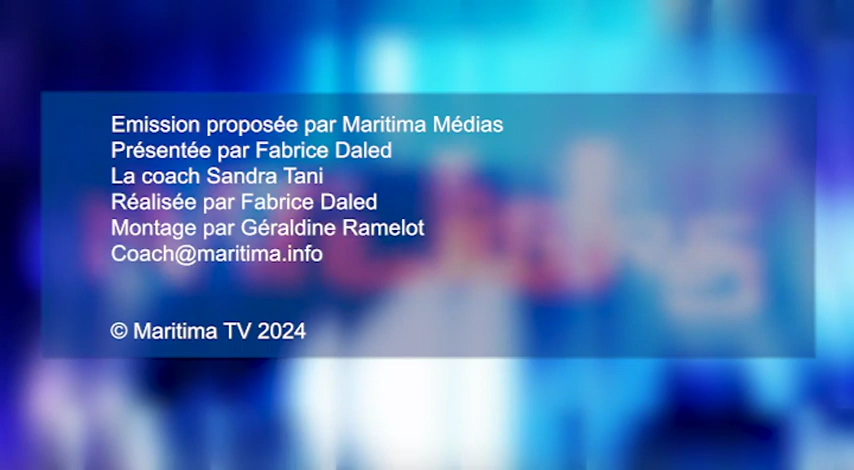 Emission proposée par Maritima Médias
Présentée par Fabrice Daled
La coach Sandra Tani
Réalisée par Fabrice Daled
Montage par Géraldine Ramelot
Coach@maritima.info
© Maritima TV 2024